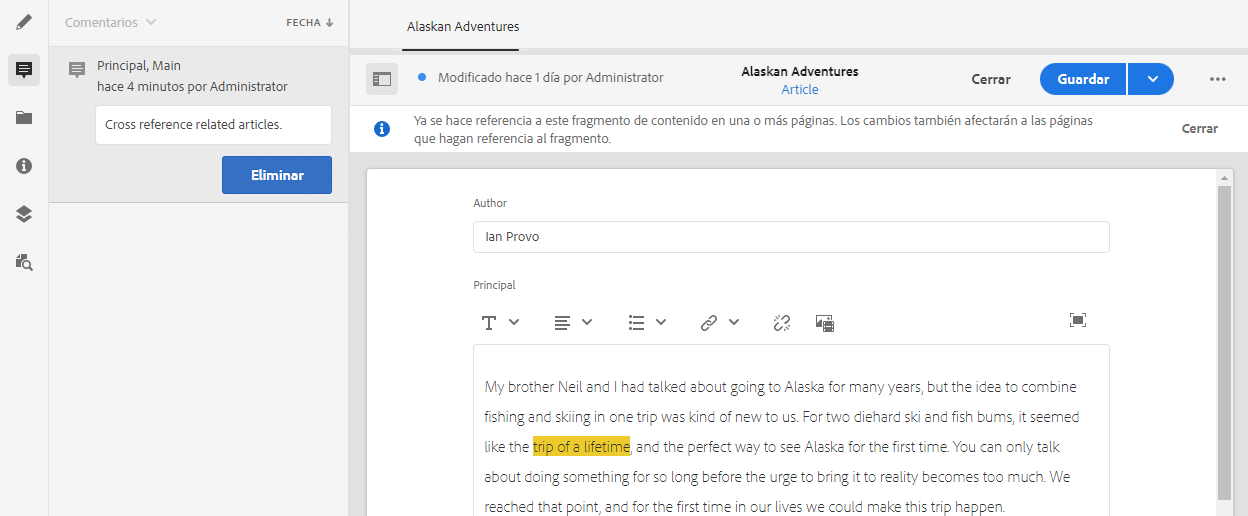 Comentarios
FECHA
Principal, Main
hace 4 minutos por Administrator
Cross reference related articles.
Eliminar
Alaskan Adventures
Modificado hace 1 día por Administrator
Alaskan Adventures
Article
Cerrar
Guardar
Ya se hace referencia a este fragmento de contenido en una o más páginas. Los cambios también afectarán a las páginas
que hagan referencia al fragmento.
Cerrar
Author
Ian Provo
Principal
My brother Neil and I had talked about going to Alaska for many years, but the idea to combine
fishing and skiing in one trip was kind of new to us. For two diehard ski and fish bums, it seemed
like the trip of a lifetime, and the perfect way to see Alaska for the first time. You can only talk
about doing something for so long before the urge to bring it to reality becomes too much. We
reached that point, and for the first time in our lives we could make this trip happen.